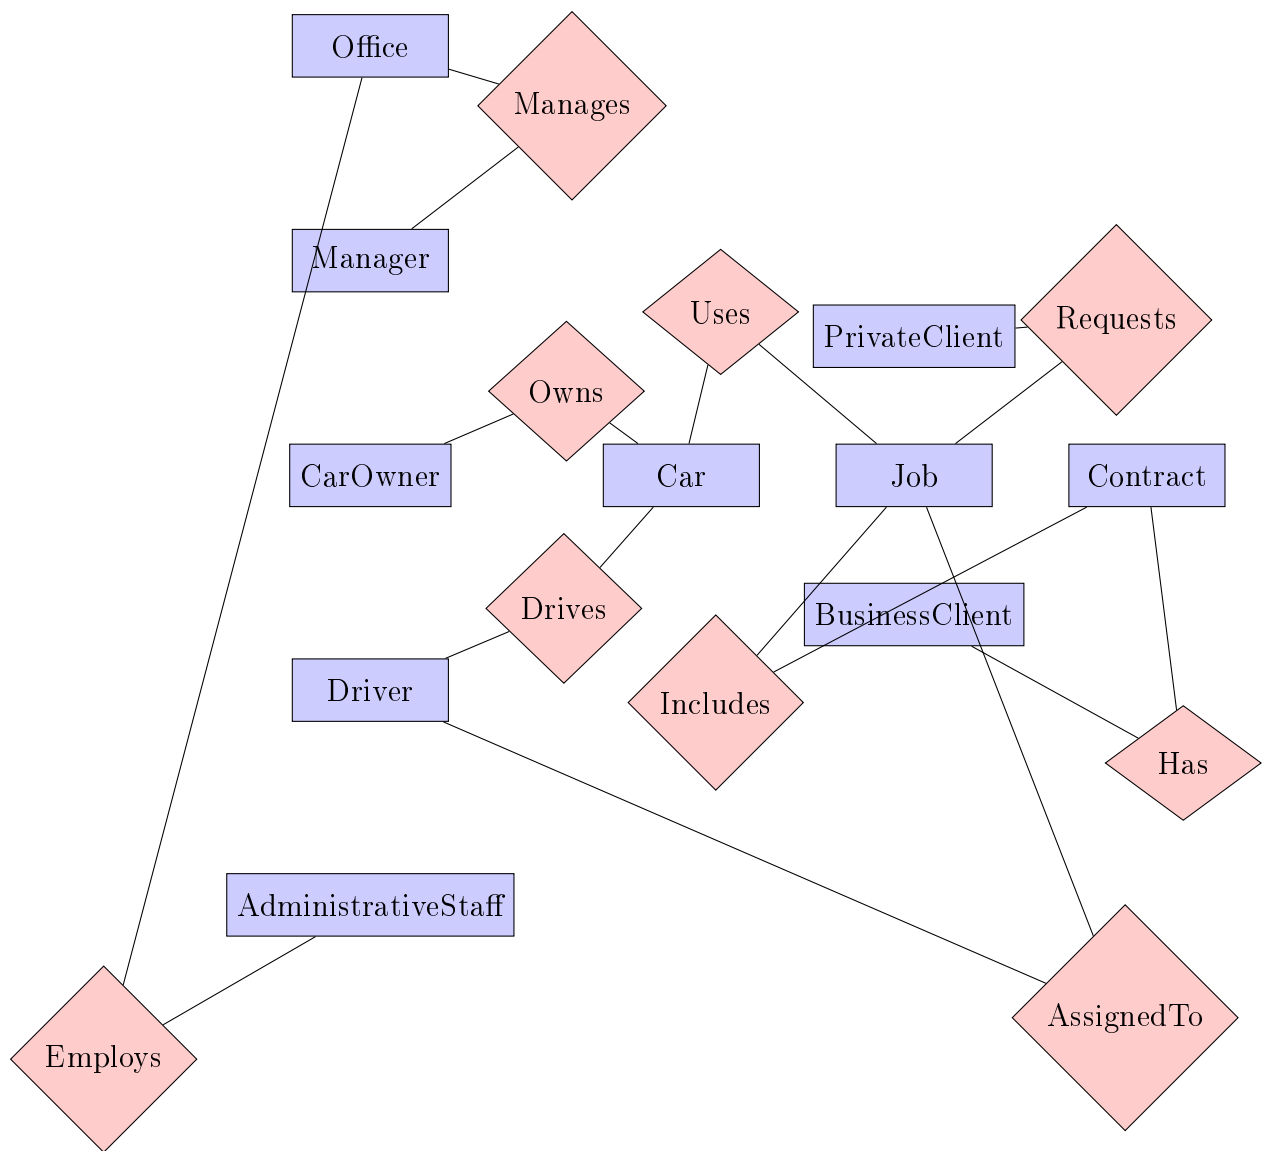 Office
Manages
Manager
Uses
Requests
PrivateClient
Owns
CarOwner
Car
Job
Contract
Drives
BusinessClient
Driver
Includes
Has
AdministrativeStaff
AssignedTo
Employs